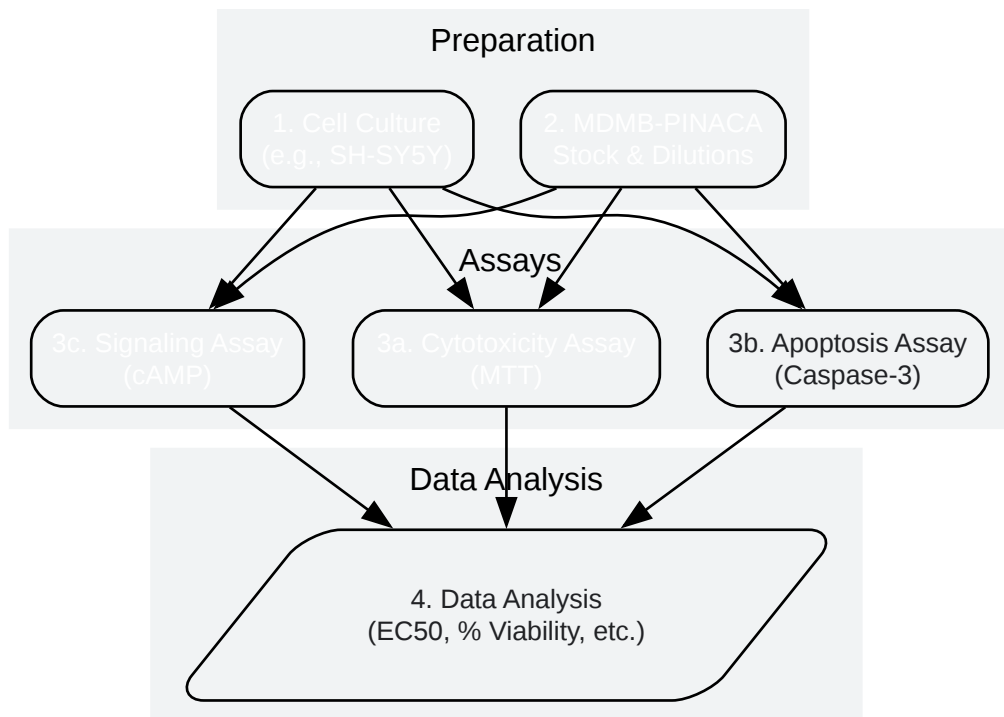 Preparation
1. Cell Culture
(e.g., SH-SY5Y)
2. MDMB-PINACA
Stock & Dilutions
Assays
3c. Signaling Assay
(cAMP)
3a. Cytotoxicity Assay
(MTT)
3b. Apoptosis Assay
(Caspase-3)
Data Analysis
4. Data Analysis
(EC50, % Viability, etc.)